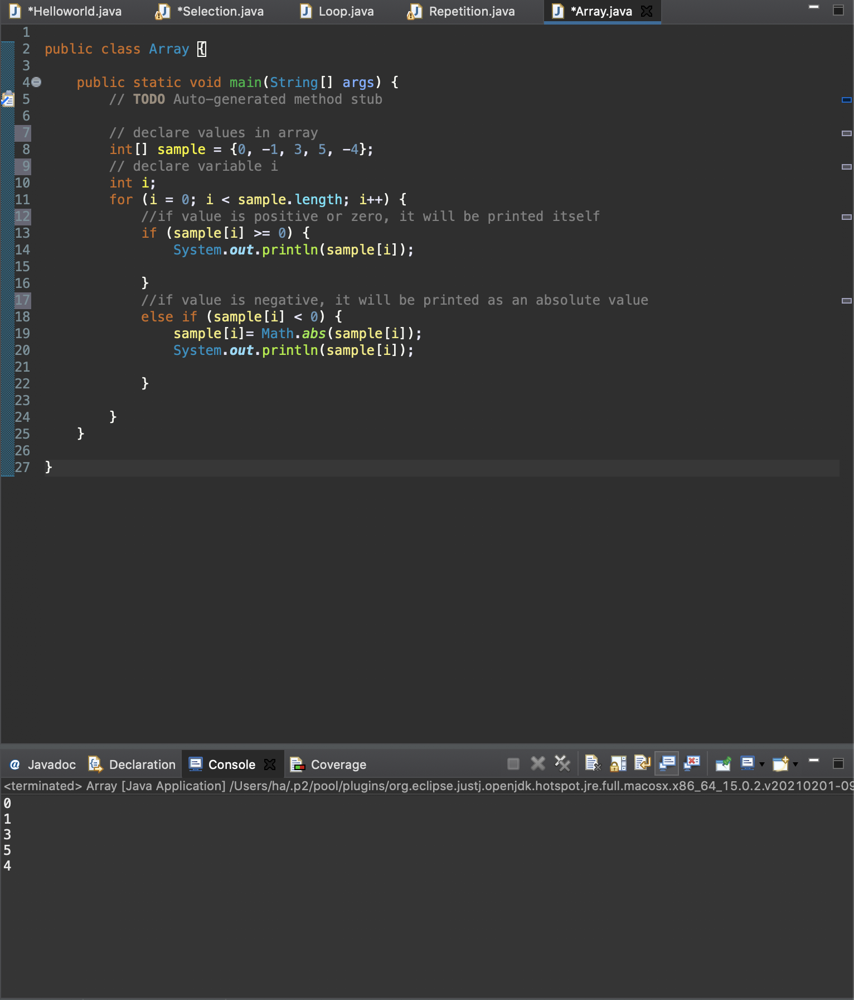 *Helloworld.java *Selection.java Loop.java Repetition.java *Array.java
1
2 public class Array {
3
4 public static void main(String[] args) {
5 // TODO Auto-generated method stub
6
7 // declare values in array
8 int[] sample = {0, -1, 3, 5, -4};
9 // declare variable i
10 int i;
11 for (i = 0; i < sample.length; i++) {
12 //if value is positive or zero, it will be printed itself
13 if (sample[i] >= 0) {
14 System.out.println(sample[i]);
15
16 }
17 //if value is negative, it will be printed as an absolute value
18 else if (sample[i] < 0) {
19 sample[i]= Math.abs(sample[i]);
20 System.out.println(sample[i]);
21
22 }
23
24 }
25 }
26
27 }
@ Javadoc Declaration Console Coverage
<terminated> Array [Java Application] /Users/ha/.p2/pool/plugins/org.eclipse.justj.openjdk.hotspot.jre.full.macosx.x86_64_15.0.2.v20210201-09
0
1
3
5
4